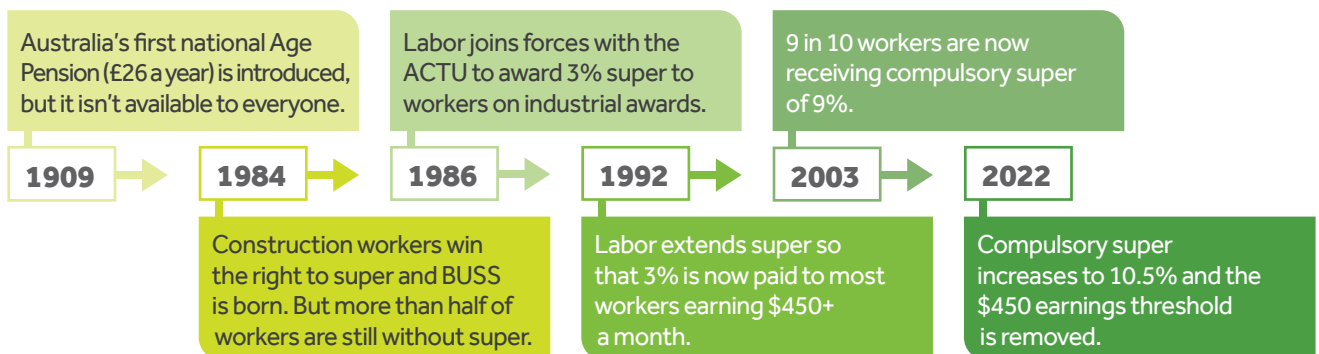 Australia's first national Age
Pension (£26 a year) is introduced,
but it isn't available to everyone.
1909
1984
Construction workers win
the right to super and BUSS
is born. But more than half of
workers are still without super.
Labor joins forces with the
ACTU to award 3% super to
workers on industrial awards.
1986
1992
Labor extends super so
that 3% is now paid to most
workers earning $450+
a month.
9 in 10 workers are now
receiving compulsory super
of 9%.
2003
2022
Compulsory super
increases to 10.5% and the
$450 earnings threshold
is removed.